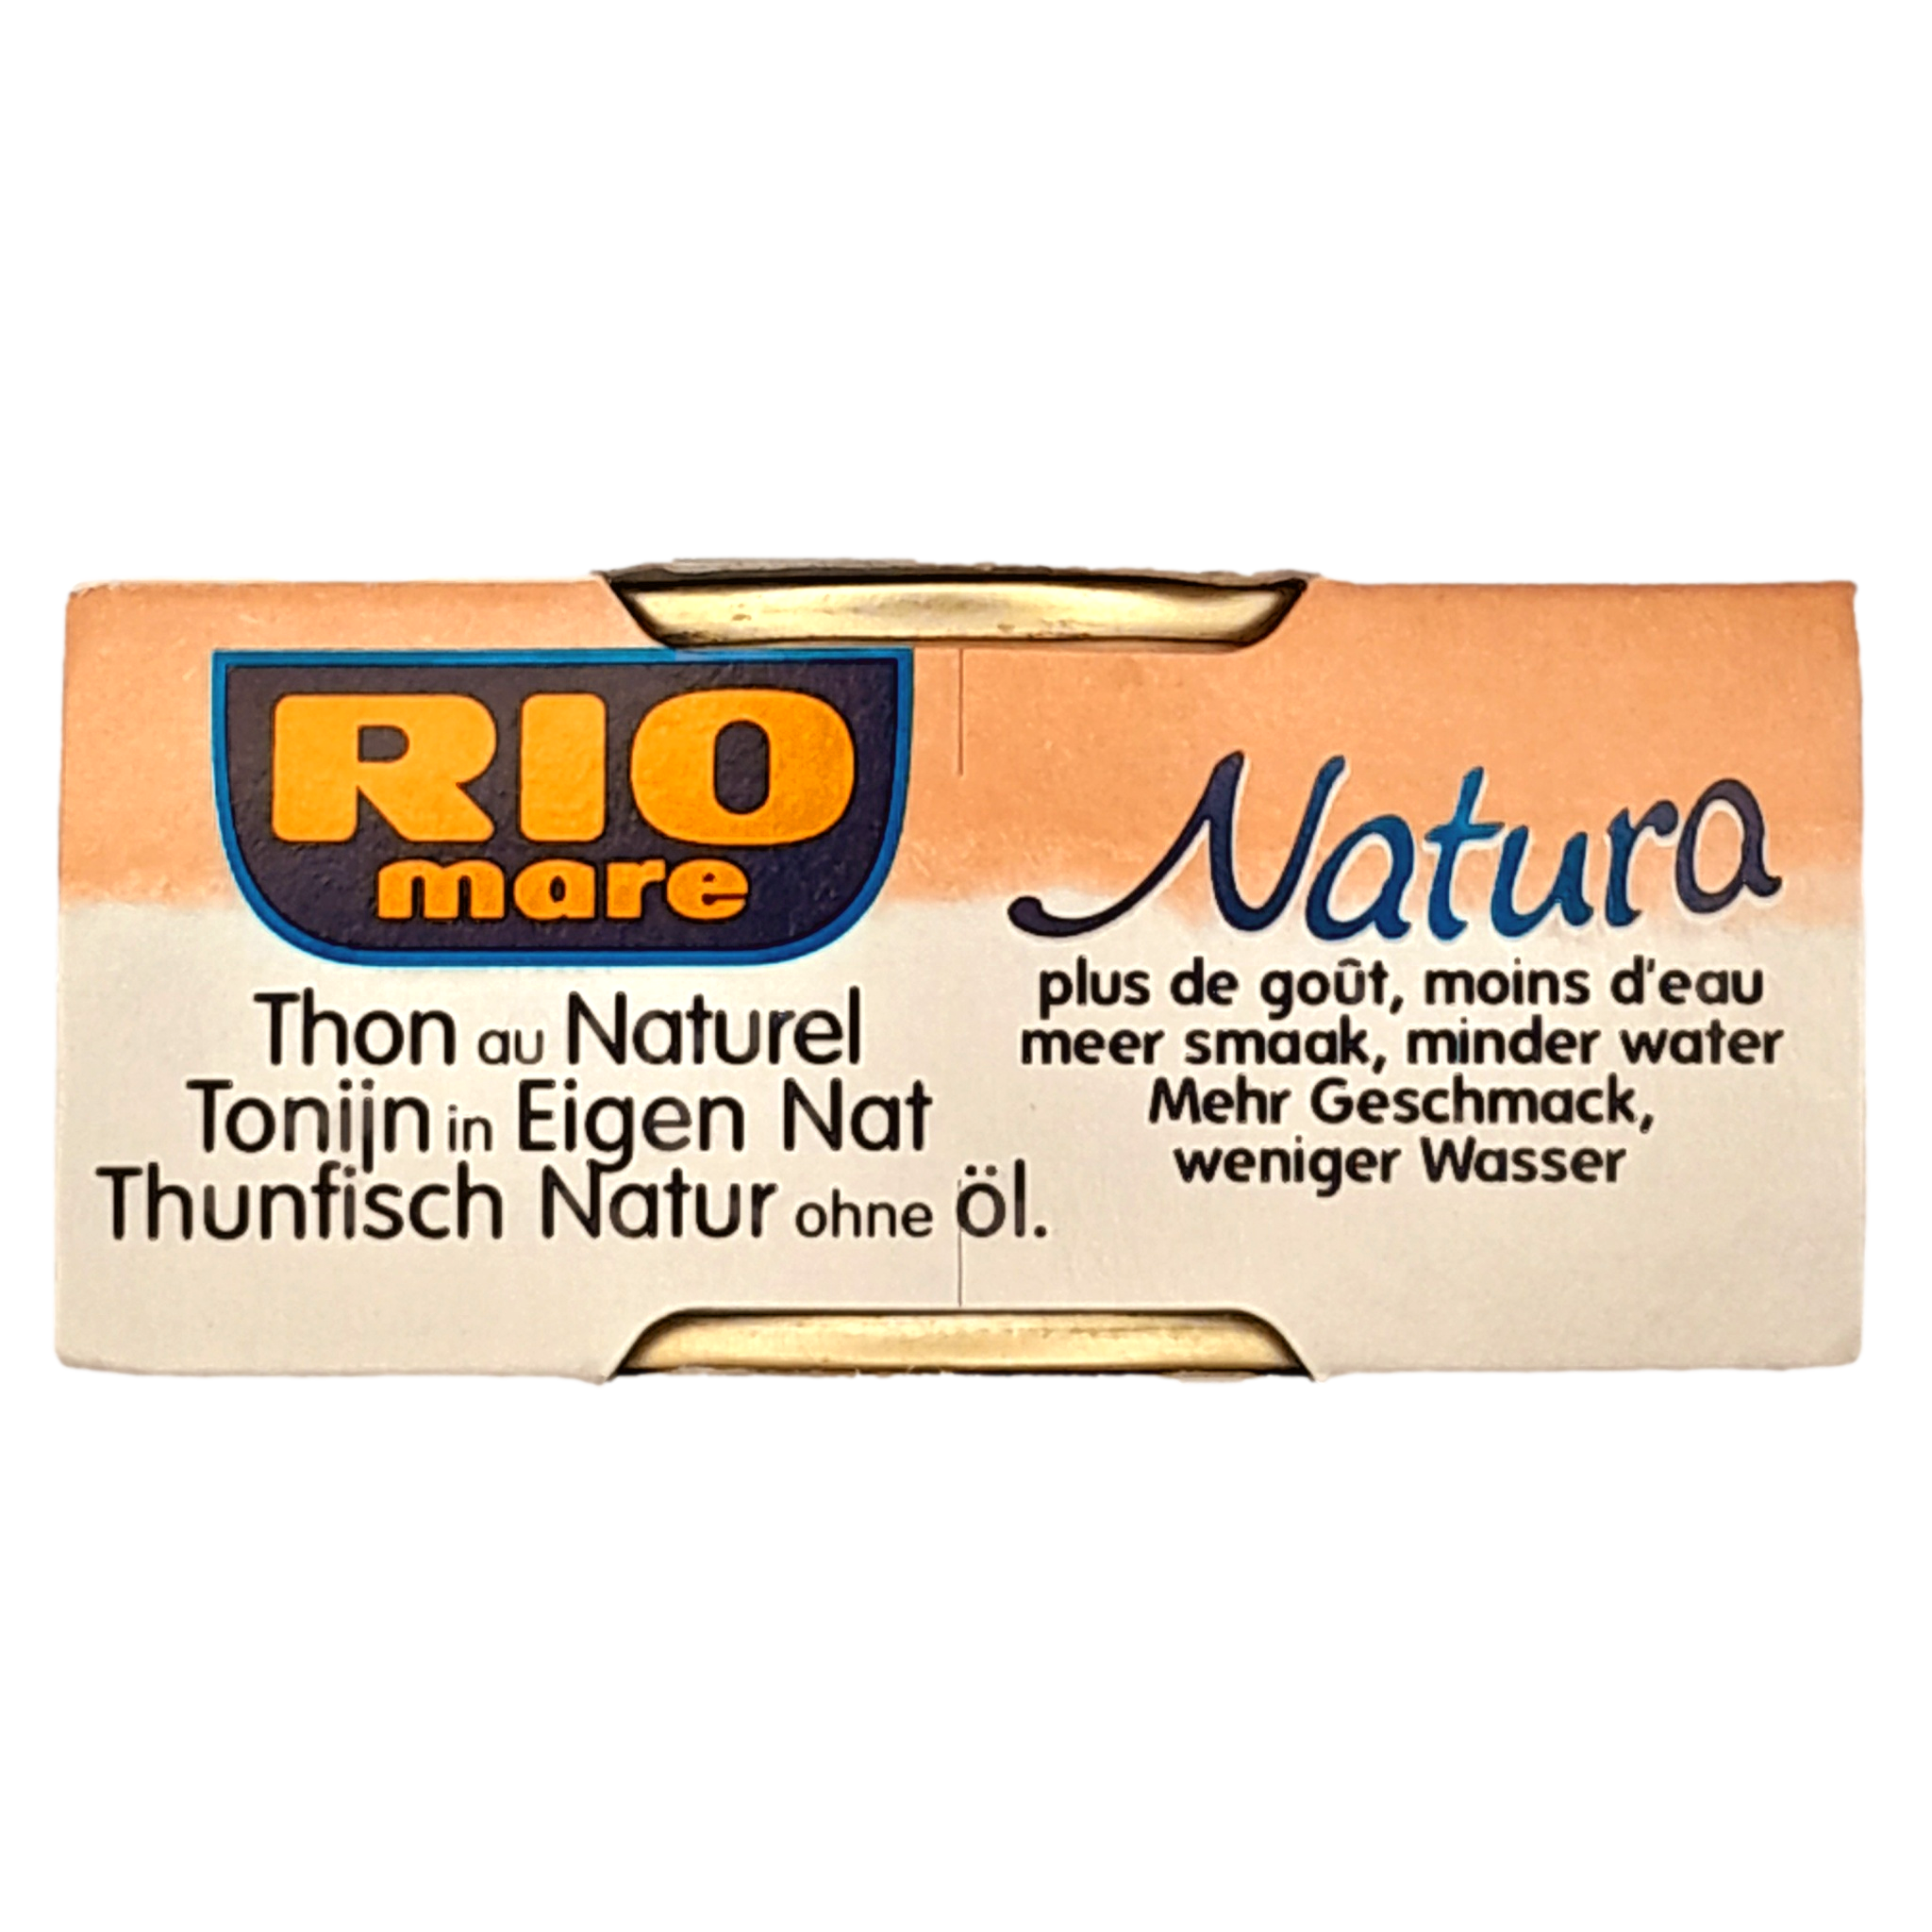 RIO
mare
Thon au Naturel
Tonijn in Eigen Nat
Thunfisch Natur ohne öl.
Natura
plus de goût, moins d'eau
meer smaak, minder water
Mehr Geschmack,
weniger Wasser